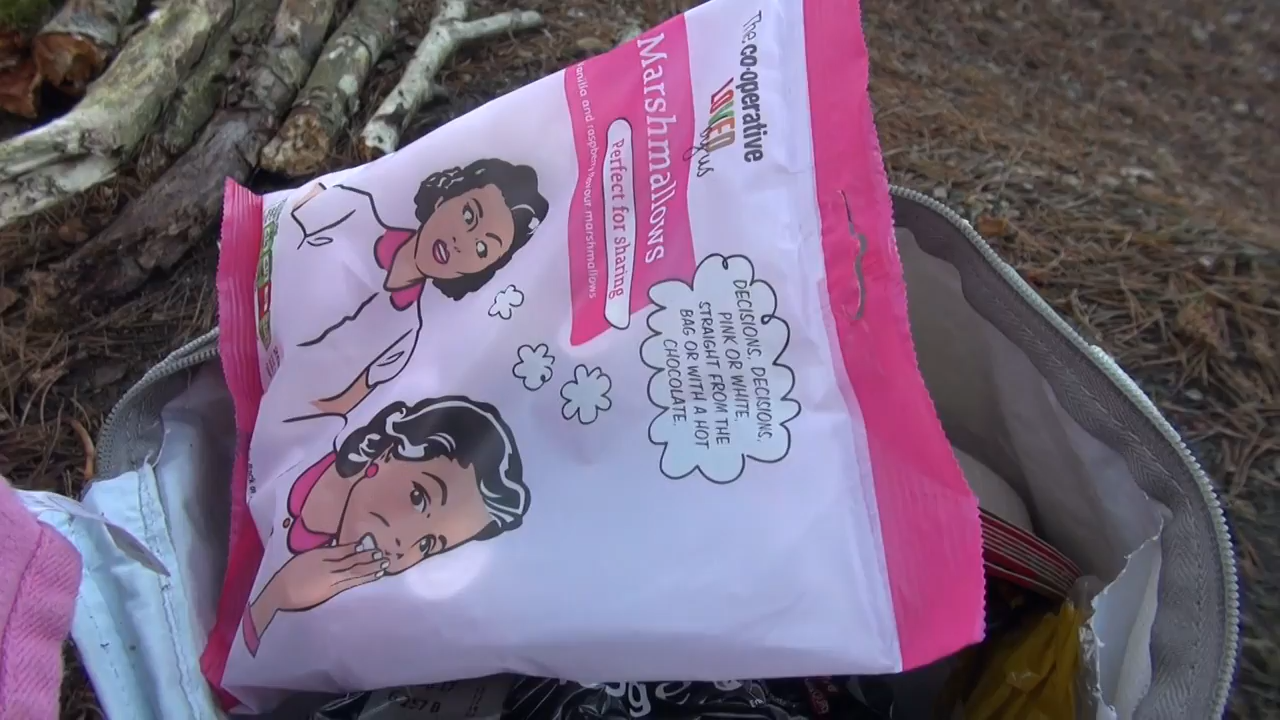 The co-operative
LOVED
by us
Marshmallows
Perfect for sharing
Vanilla and raspberry flavour marshmallows
DECISIONS, DECISIONS.
PINK OR WHITE.
STRAIGHT FROM THE
BAG OR WITH A HOT
CHOCOLATE.